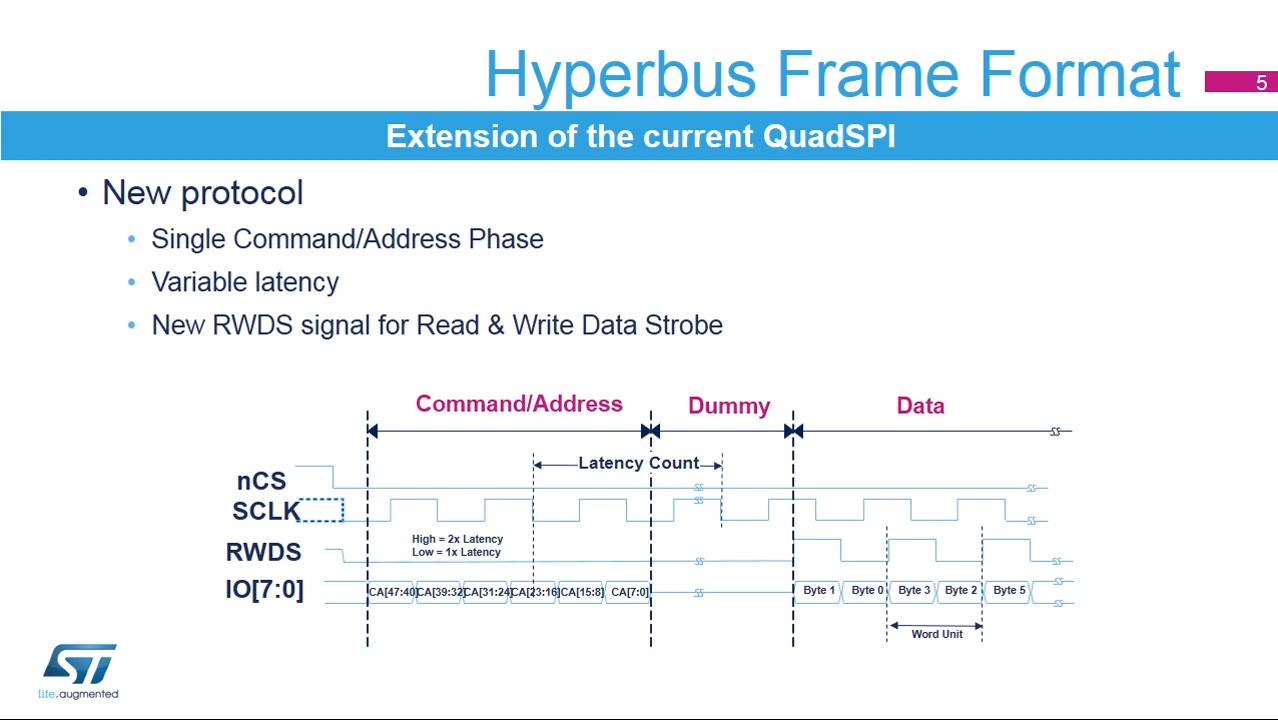 Hyperbus Frame Format
5
Extension of the current QuadSPI
• New protocol
• Single Command/Address Phase
• Variable latency
• New RWDS signal for Read & Write Data Strobe
Command/Address Dummy Data
Latency Count
nCS
SCLK
RWDS
High = 2x Latency
Low = 1x Latency
IO[7:0]
CA[47:40] CA[39:32] CA[31:24] CA[23:16] CA[15:8] CA[7:0] Byte 1 Byte 0 Byte 3 Byte 2 Byte 5
Word Unit
ST
life.augmented